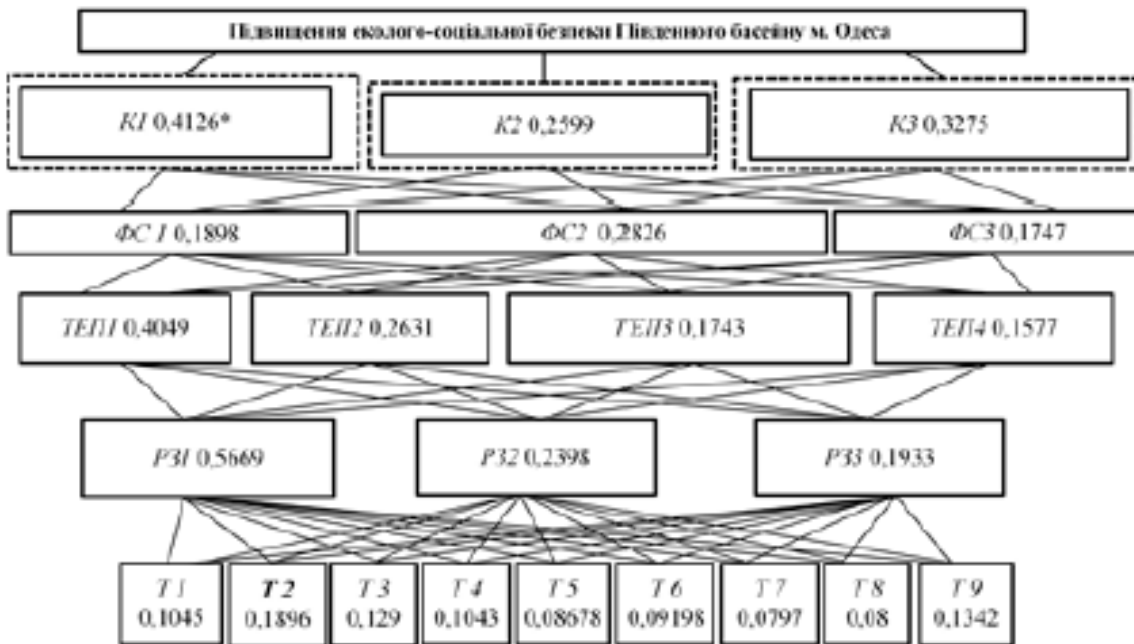 Підвищення еколого-соціальної безпеки Південного басейну м. Одеса
К1 0,4126*
К2 0,2599
К3 0,3275
ФС 1 0,1898
ФС2 0,2826
ФС3 0,1747
ТЕП1 0,4049
ТЕП2 0,2631
ТЕП3 0,1743
ТЕП4 0,1577
РЗ1 0,5669
РЗ2 0,2398
РЗ3 0,1933
Т 1
0,1045
Т 2
0,1896
Т 3
0,129
Т 4
0,1043
Т 5
0,08678
Т 6
0,09198
Т 7
0,0797
Т 8
0,08
Т 9
0,1342